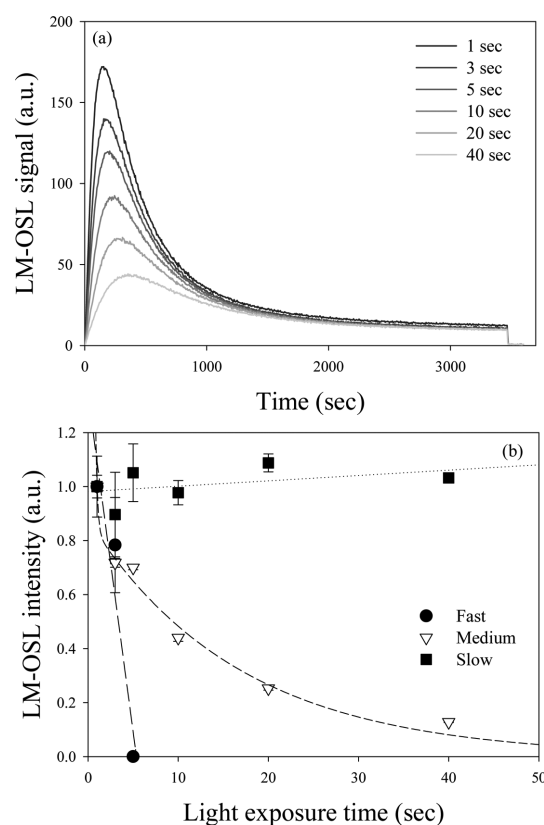 (a)
200
150
100
50
0
LM-OSL signal (a.u.)
1 sec
3 sec
5 sec
10 sec
20 sec
40 sec
0 1000 2000 3000
Time (sec)
(b)
1.2
1.0
0.8
0.6
0.4
0.2
0.0
LM-OSL intensity (a.u.)
Fast
Medium
Slow
0 10 20 30 40 50
Light exposure time (sec)